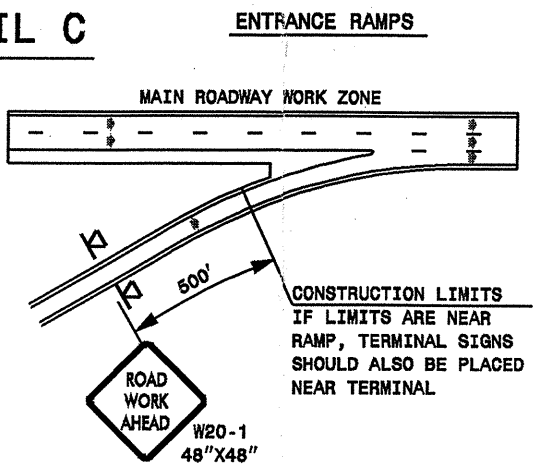 IL C
ENTRANCE RAMPS
MAIN ROADWAY WORK ZONE
500'
CONSTRUCTION LIMITS
IF LIMITS ARE NEAR
RAMP, TERMINAL SIGNS
SHOULD ALSO BE PLACED
NEAR TERMINAL
ROAD
WORK
AHEAD
W20-1
48"X48"